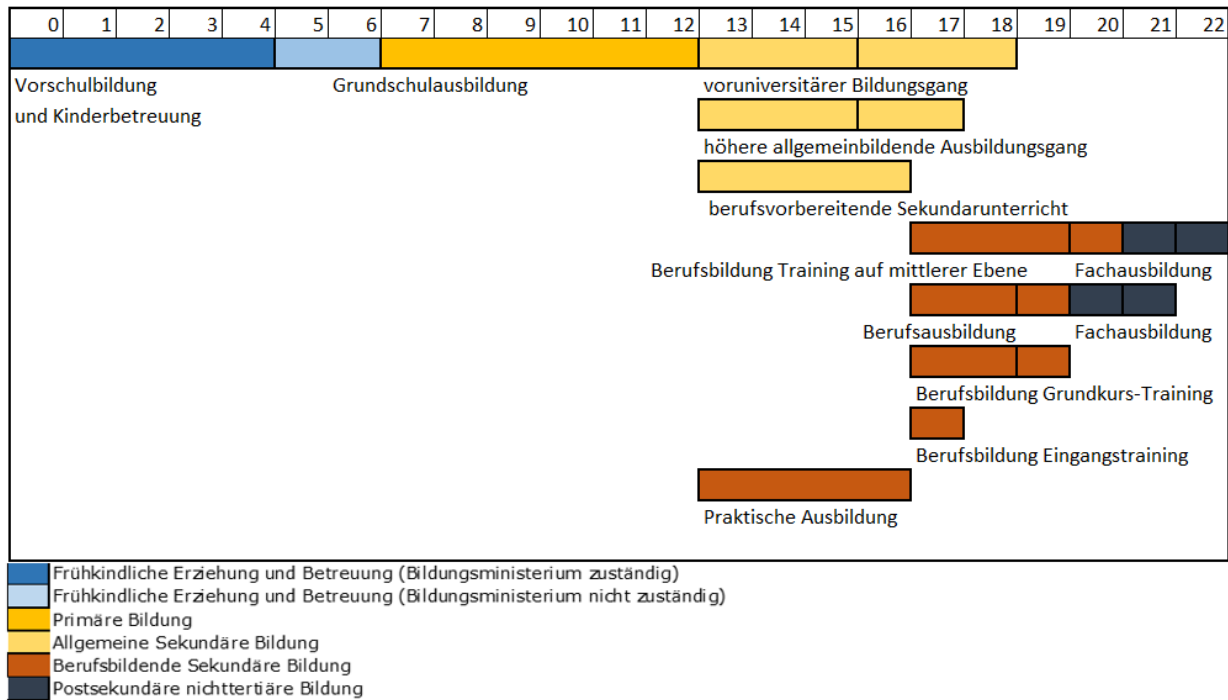 0 1 2 3 4 5 6 7 8 9 10 11 12 13 14 15 16 17 18 19 20 21 22
Vorschulbildung
und Kinderbetreuung
Grundschulausbildung
voruniversitärer Bildungsgang
höhere allgemeinbildende Ausbildungsgang
berufsvorbereitende Sekundarunterricht
Berufsbildung Training auf mittlerer Ebene
Fachausbildung
Berufsausbildung
Fachausbildung
Berufsbildung Grundkurs-Training
Berufsbildung Eingangstraining
Praktische Ausbildung
Frühkindliche Erziehung und Betreuung (Bildungsministerium zuständig)
Frühkindliche Erziehung und Betreuung (Bildungsministerium nicht zuständig)
Primäre Bildung
Allgemeine Sekundäre Bildung
Berufsbildende Sekundäre Bildung
Postsekundäre nichttertiäre Bildung